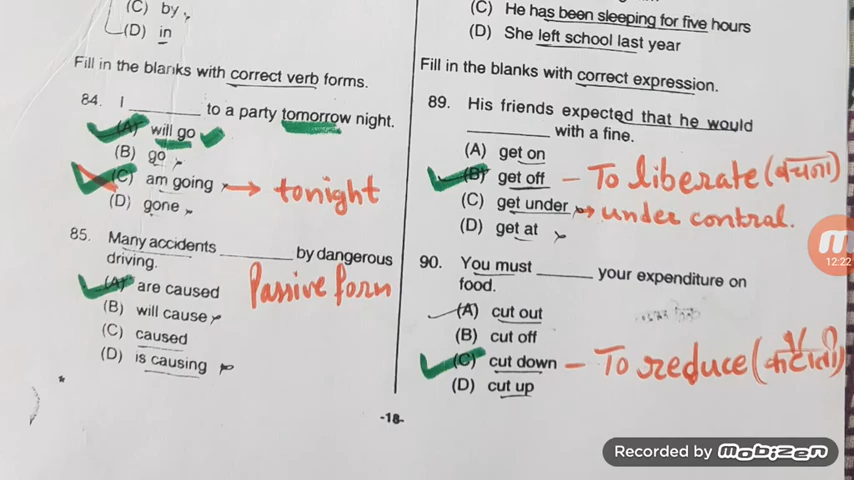 (C) by
(D) in
Fill in the blanks with correct verb forms.
84. I ________ to a party tomorrow night.
(A) will go
(B) go
(C) am going → tonight
(D) gone
85. Many accidents ________ by dangerous
driving.
(A) are caused
Passive form
(B) will cause
(C) caused
(D) is causing
(C) He has been sleeping for five hours
(D) She left school last year
Fill in the blanks with correct expression.
89. His friends expected that he would
________ with a fine.
(A) get on
(B) get off – To liberate (बचाना)
(C) get under → under contral.
(D) get at
90. You must ______ your expenditure on
food.
(A) cut out
(B) cut off
(C) cut down – To reduce
(D) cut up
-18-
12:22
Recorded by mobizen